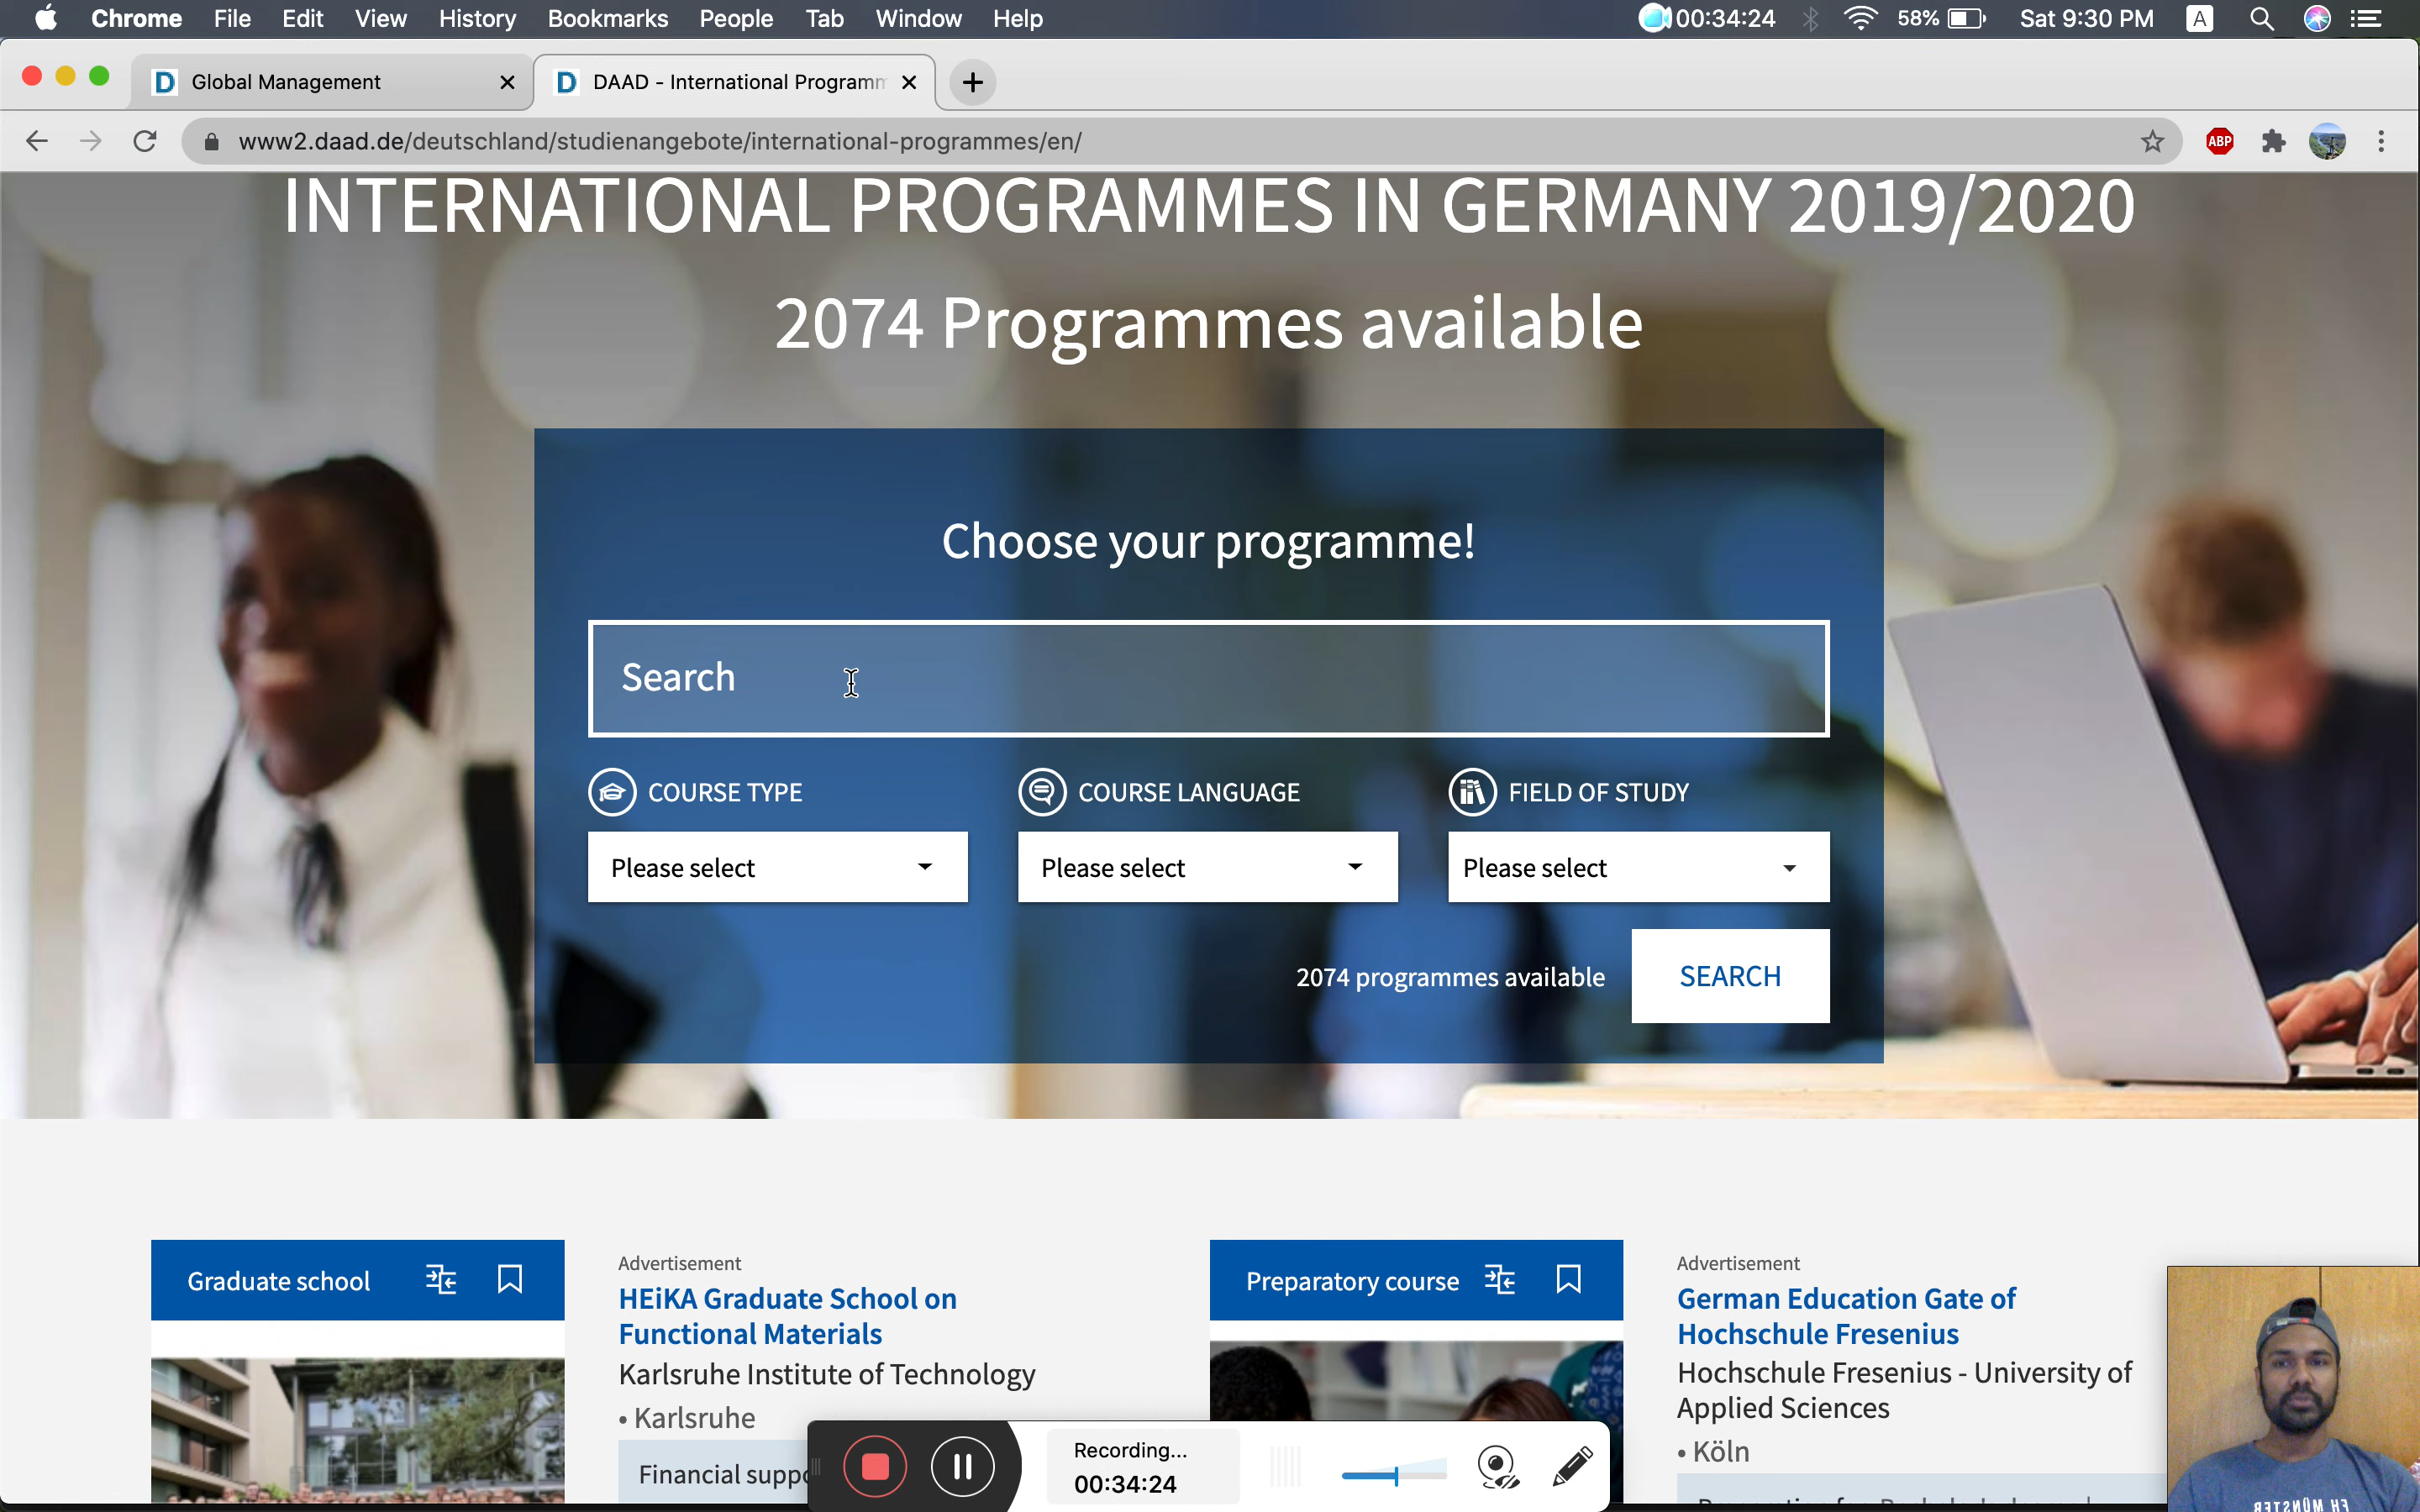 Chrome File Edit View History Bookmarks People Tab Window Help 00:34:24 58% Sat 9:30 PM A
D Global Management D DAAD - International Programm
www2.daad.de/deutschland/studienangebote/international-programmes/en/ ABP
INTERNATIONAL PROGRAMMES IN GERMANY 2019/2020
2074 Programmes available
Choose your programme!
Search
COURSE TYPE COURSE LANGUAGE FIELD OF STUDY
Please select Please select Please select
2074 programmes available SEARCH
Graduate school
Advertisement
HEiKA Graduate School on
Functional Materials
Karlsruhe Institute of Technology
• Karlsruhe
Financial suppo
Preparatory course
Advertisement
German Education Gate of
Hochschule Fresenius
Hochschule Fresenius - University of
Applied Sciences
• Köln
Recording...
00:34:24
FH MÜNSTER